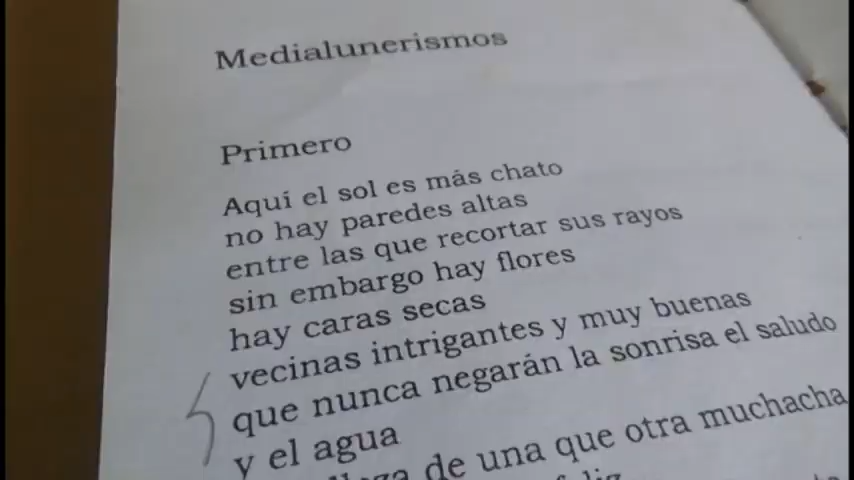 Medialunerismos
Primero
Aquí el sol es más chato
no hay paredes altas
entre las que recortar sus rayos
sin embargo hay flores
hay caras secas
vecinas intrigantes y muy buenas
que nunca negarán la sonrisa el saludo
y el agua
de una que otra muchacha